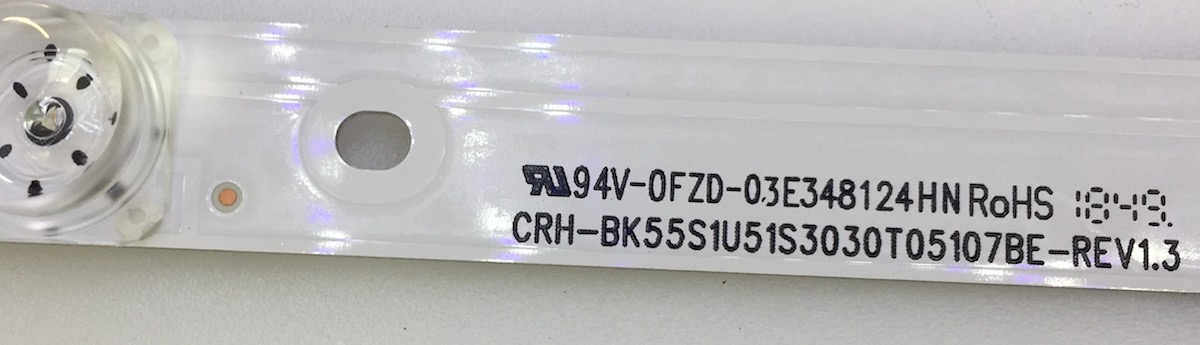 94V-0FZD-03E348124HN RoHS 1849
CRH-BK55S1U51S3030T05107BE-REV1.3